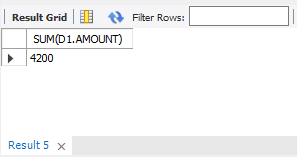 Result Grid Filter Rows:
SUM(D1.AMOUNT)
4200
Result 5 ×